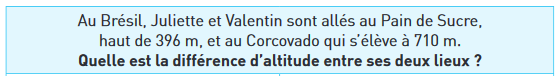 Au Brésil, Juliette et Valentin sont allés au Pain de Sucre,
haut de 396 m, et au Corcovado qui s'élève à 710 m.
Quelle est la différence d'altitude entre ses deux lieux ?